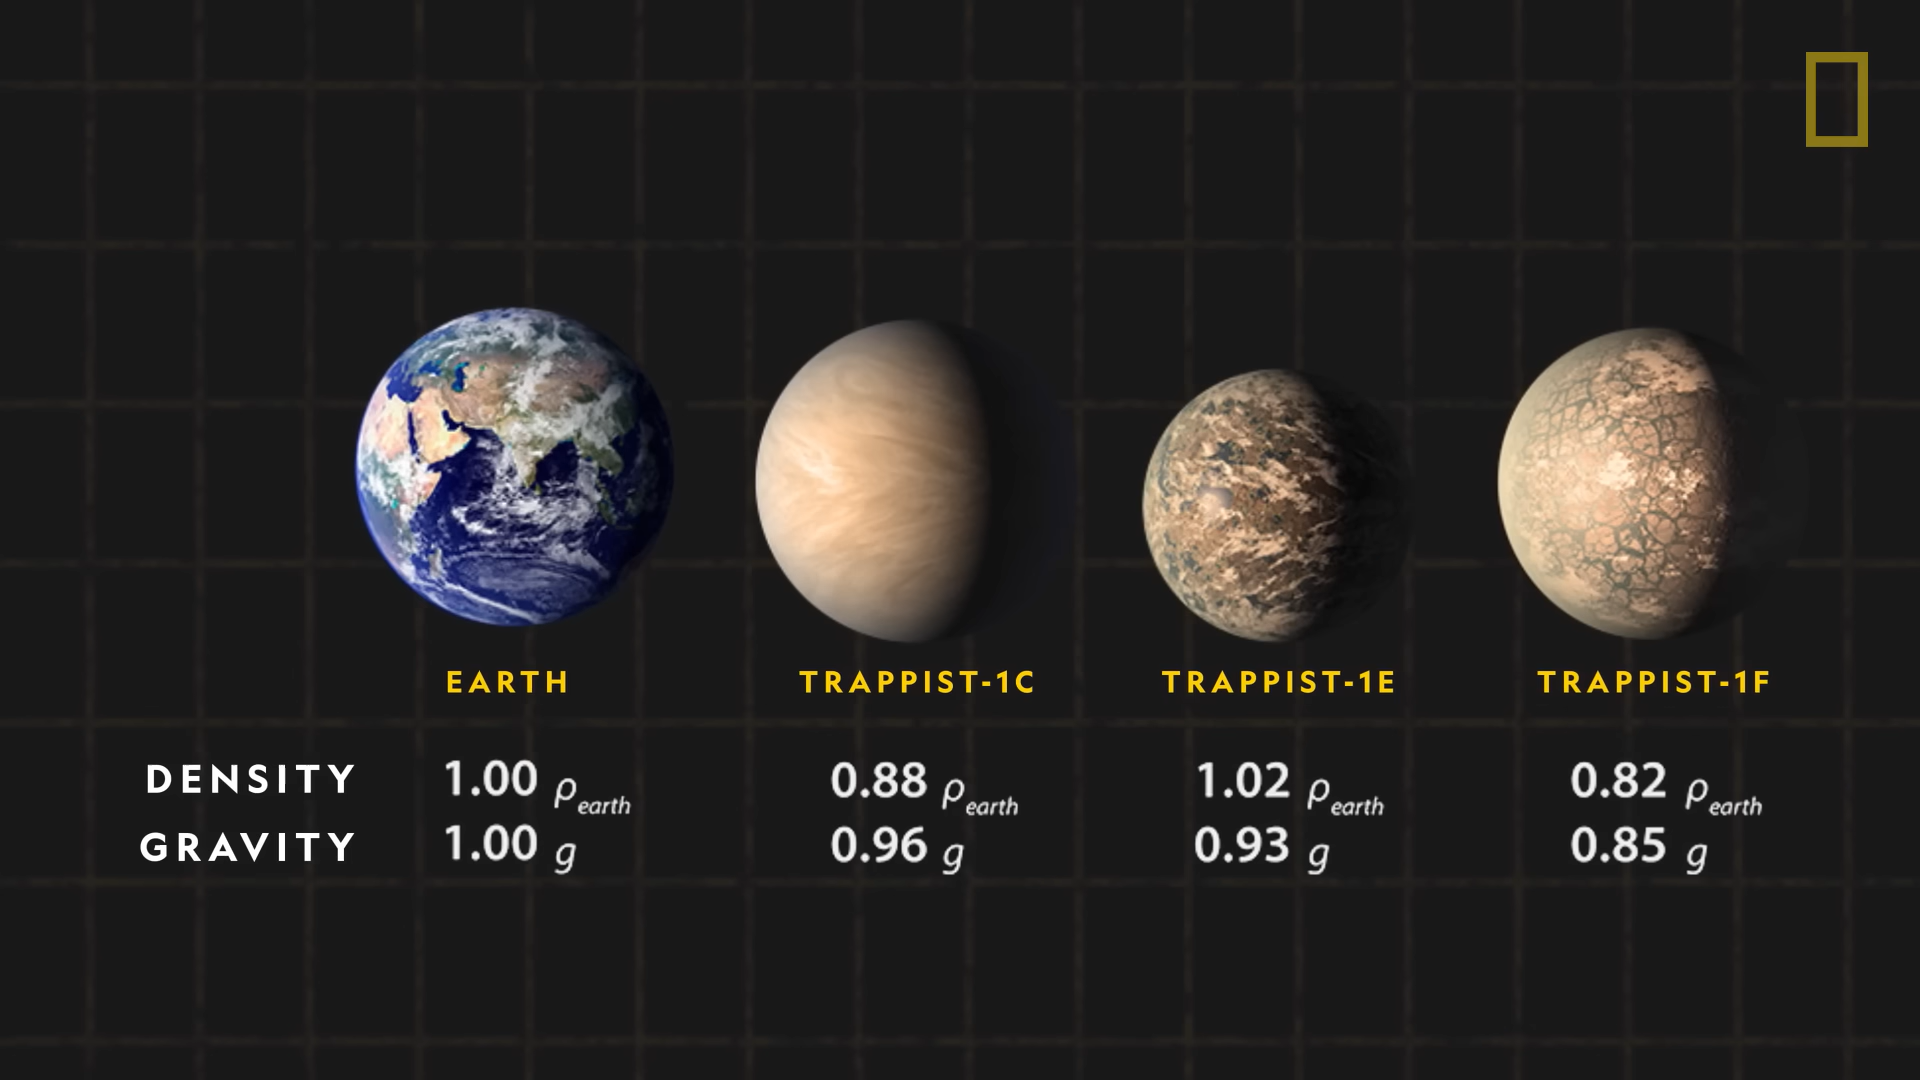 EARTH TRAPPIST-1C TRAPPIST-1E TRAPPIST-1F
DENSITY 1.00 ρearth 0.88 ρearth 1.02 ρearth 0.82 ρearth
GRAVITY 1.00 g 0.96 g 0.93 g 0.85 g